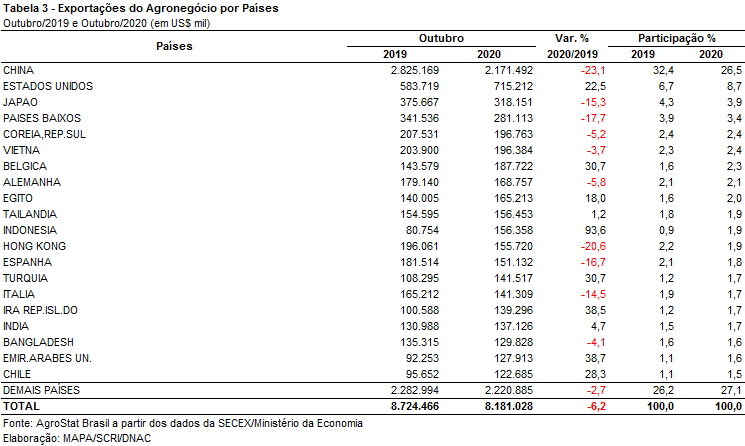 Tabela 3 - Exportações do Agronegócio por Países
Outubro/2019 e Outubro/2020 (em US$ mil)
Países Outubro Var. % Participação %
2019 2020 2020/2019 2019 2020
CHINA 2.825.169 2.171.492 -23,1 32,4 26,5
ESTADOS UNIDOS 583.719 715.212 22,5 6,7 8,7
JAPAO 375.667 318.151 -15,3 4,3 3,9
PAISES BAIXOS 341.536 281.113 -17,7 3,9 3,4
COREIA,REP.SUL 207.531 196.763 -5,2 2,4 2,4
VIETNA 203.900 196.384 -3,7 2,3 2,4
BELGICA 143.579 187.722 30,7 1,6 2,3
ALEMANHA 179.140 168.757 -5,8 2,1 2,1
EGITO 140.005 165.213 18,0 1,6 2,0
TAILANDIA 154.595 156.453 1,2 1,8 1,9
INDONESIA 80.754 156.358 93,6 0,9 1,9
HONG KONG 196.061 155.720 -20,6 2,2 1,9
ESPANHA 181.514 151.132 -16,7 2,1 1,8
TURQUIA 108.295 141.517 30,7 1,2 1,7
ITALIA 165.212 141.309 -14,5 1,9 1,7
IRA REP.ISL.DO 100.588 139.296 38,5 1,2 1,7
INDIA 130.988 137.126 4,7 1,5 1,7
BANGLADESH 135.315 129.828 -4,1 1,6 1,6
EMIR.ARABES UN. 92.253 127.913 38,7 1,1 1,6
CHILE 95.652 122.685 28,3 1,1 1,5
DEMAIS PAÍSES 2.282.994 2.220.885 -2,7 26,2 27,1
TOTAL 8.724.466 8.181.028 -6,2 100,0 100,0
Fonte: AgroStat Brasil a partir dos dados da SECEX/Ministério da Economia
Elaboração: MAPA/SCRI/DNAC